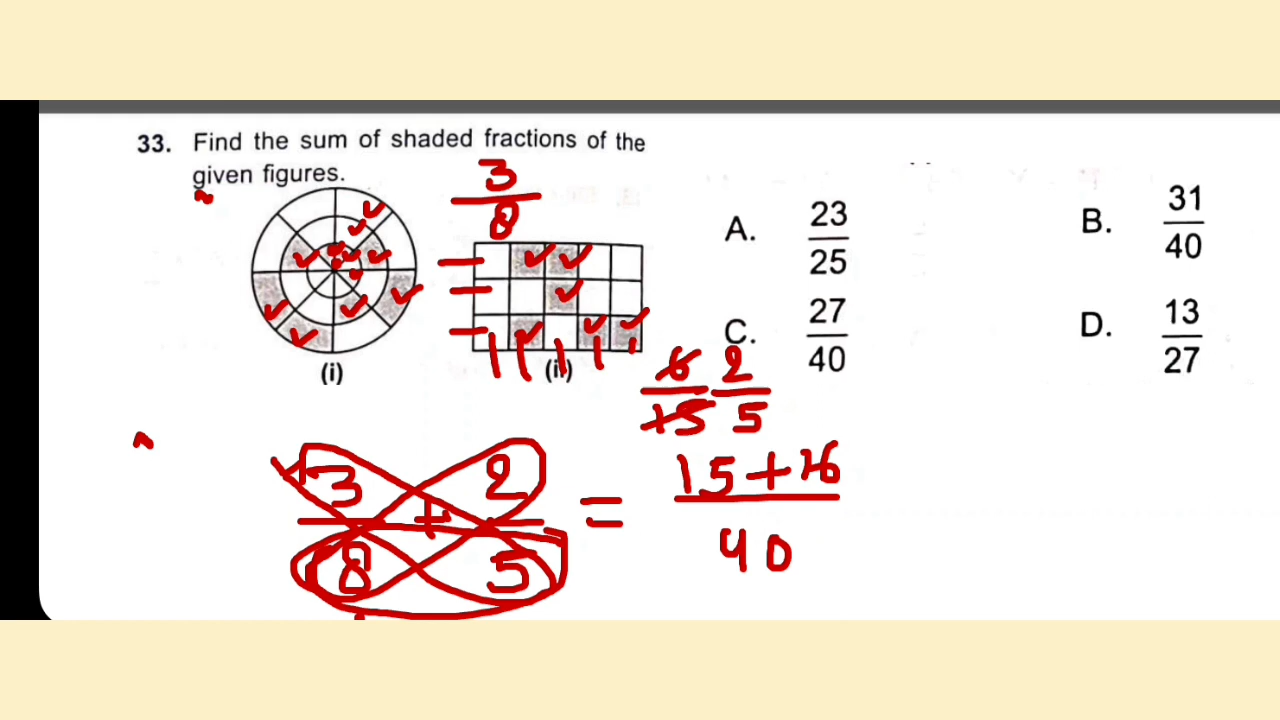 33. Find the sum of shaded fractions of the
given figures.
3
8
(i)
(ii)
A. 23/25
B. 31/40
C. 27/40
D. 13/27
6/15 2/5
3/8 + 2/5 = 15+16/40